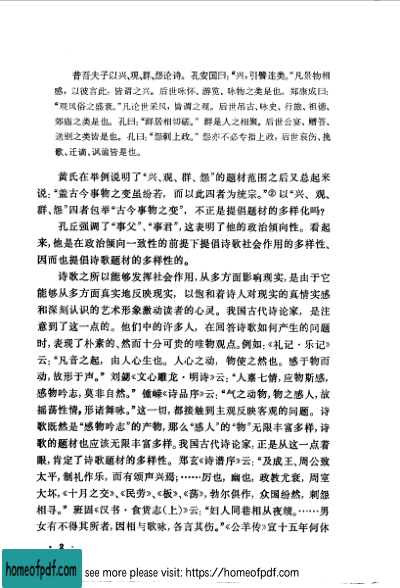 昔吾夫子以兴、观、群、怨论诗。孔安国曰:“兴,引譬连类。”凡景物相
感,以彼言此,皆谓之兴。后世咏怀、游览、咏物之类是也。郑康成曰:
“观风俗之盛衰。”凡论世采风,皆谓之观。后世吊古、咏史、行旅、祖德、
郊庙之类是也。孔曰:“群居相切磋。”群是人之相聚。后世公宴、赠答、
送别之类皆是也。孔曰:“怨刺上政。”怨亦不必专指上政,后世哀伤、挽
歌、迁谪、讽谕皆是也。
黄氏在举例说明了“兴、观、群、怨”的题材范围之后又总起来
说:“盖古今事物之变虽纷若,而以此四者为统宗。”②以“兴、观、
群、怨”四者包举“古今事物之变”,不正是提倡题材的多样化吗?
孔丘强调了“事父”、“事君”,这表明了他的政治倾向性。看起
来,他是在政治倾向一致性的前提下提倡诗歌社会作用的多样性、
因而也提倡诗歌题材的多样性的。
诗歌之所以能够发挥社会作用,从多方面影响现实,是由于它
能够从多方面真实地反映现实,以饱和着诗人对现实的真情实感
和深刻认识的艺术形象激动读者的心灵。我国古代诗论家,是注
意到了这一点的。他们中的许多人,在回答诗歌如何产生的问题
时,表现了朴素的、然而十分可贵的唯物观点。例如:《礼记·乐记》
云:“凡音之起,由人心生也。人心之动,物使之然也。感于物而
动,故形于声。”刘勰《文心雕龙·明诗》云:“人禀七情,应物斯感,
感物吟志,莫非自然。”锺嵘《诗品序》云:“气之动物,物之感人,故
摇荡性情,形诸舞咏。”这一切,都接触到主观反映客观的问题。诗
歌既然是“感物吟志”的产物,那么“感人”的“物”无限丰富多样,诗
歌的题材也应该无限丰富多样。我国古代诗论家,正是从这一点着
眼,肯定了诗歌题材的多样性。郑玄《诗谱序》云:“及成王、周公致
太平,制礼作乐,而有颂声兴焉;……厉也,幽也,政教尤衰,周室
大坏,《十月之交》、《民劳》、《板》、《荡》,勃尔俱作,众国纷然,刺怨
相寻。”班固《汉书·食货志(上)》云:“妇人同巷相从夜绩。……男
女有不得其所者,因相与歌咏,各言其伤。”《公羊传》宣十五年何休
· 2 ·
homeofpdf.com
see more please visit: https://homeofpdf.com